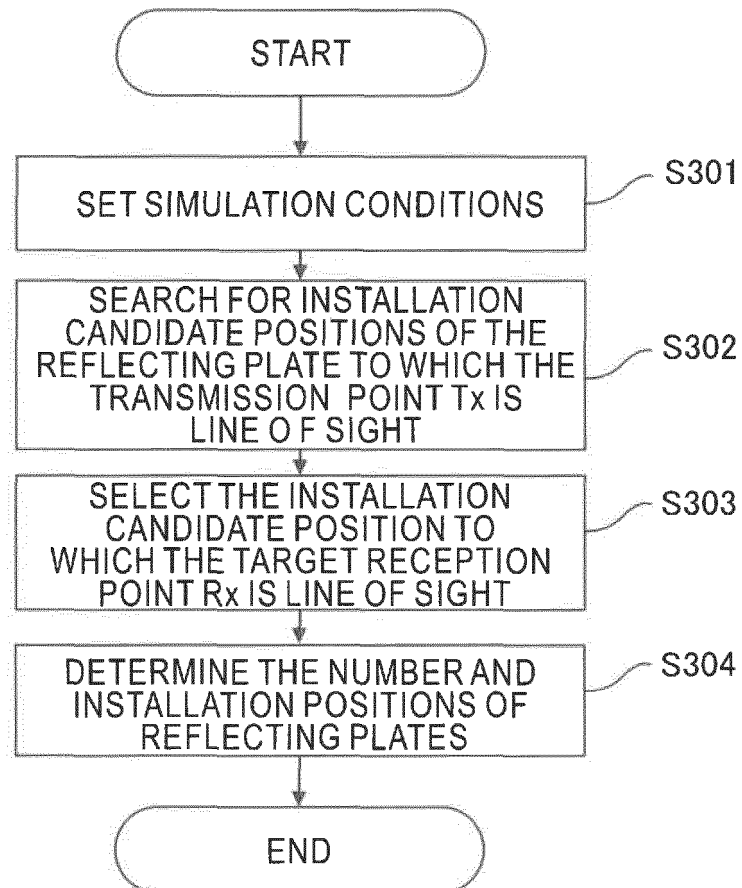 START
SET SIMULATION CONDITIONS
S301
SEARCH FOR INSTALLATION
CANDIDATE POSITIONS OF THE
REFLECTING PLATE TO WHICH THE
TRANSMISSION POINT Tx IS
LINE O F SIGHT
S302
SELECT THE INSTALLATION
CANDIDATE POSITION TO
WHICH THE TARGET RECEPTION
POINT Rx IS LINE OF SIGHT
S303
DETERMINE THE NUMBER AND
INSTALLATION POSITIONS OF
REFLECTING PLATES
S304
END